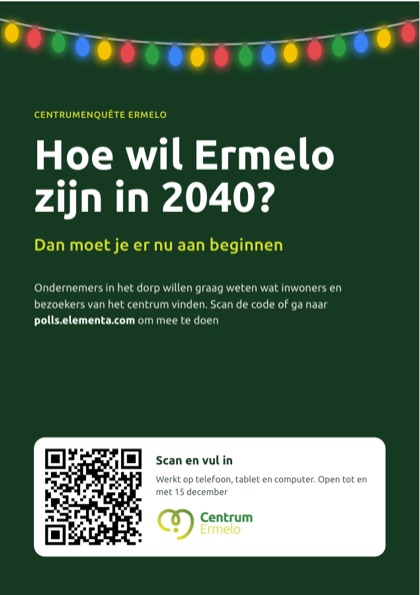 CENTRUMENQUÊTE ERMELO
Hoe wil Ermelo
zijn in 2040?
Dan moet je er nu aan beginnen
Ondernemers in het dorp willen graag weten wat inwoners en
bezoekers van het centrum vinden. Scan de code of ga naar
polls.elementa.com om mee te doen
Scan en vul in
Werkt op telefoon, tablet en computer. Open tot en
met 15 december
Centrum
Ermelo